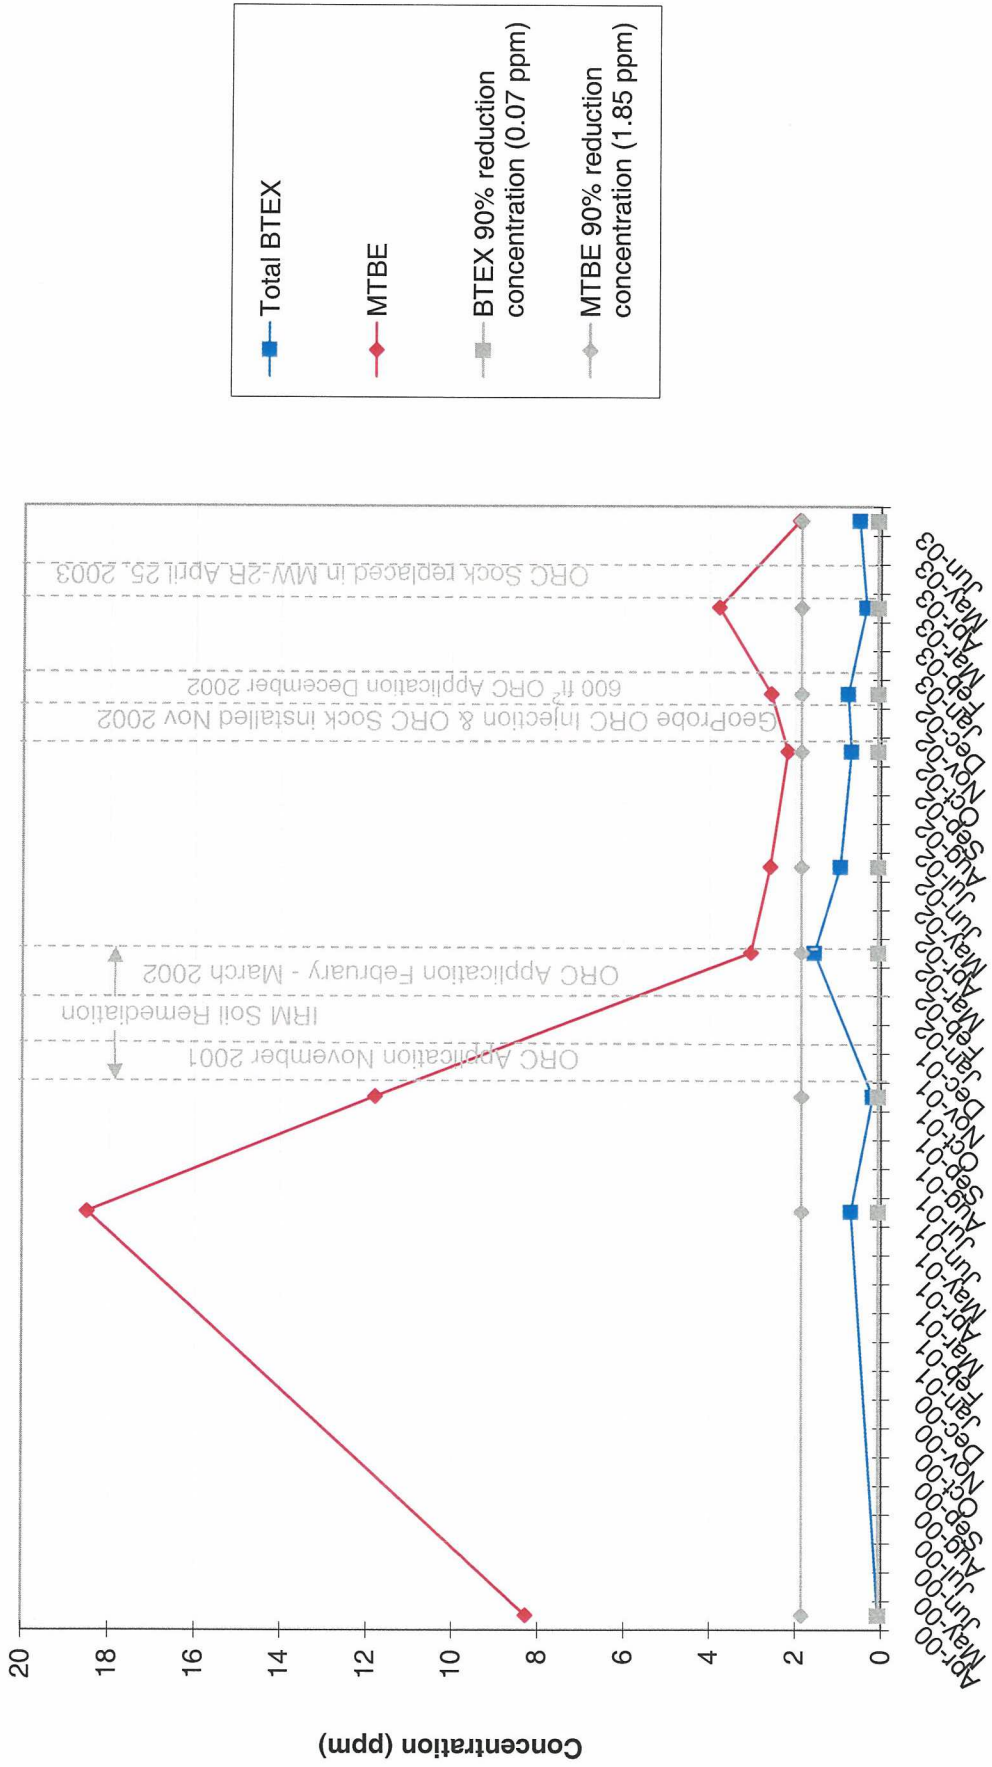 Concentration (ppm)
20
18
16
14
12
10
8
6
4
2
0
ORC Application November 2001
IRM Soil Remediation
ORC Application February - March 2002
GeoProbe ORC Injection & ORC Sock installed Nov 2002
600 ft² ORC Application December 2002
ORC Sock replaced in MW-2R April 25, 2003
Apr-00
May-00
Jun-00
Jul-00
Aug-00
Sep-00
Oct-00
Nov-00
Dec-00
Jan-01
Feb-01
Mar-01
Apr-01
May-01
Jun-01
Jul-01
Aug-01
Sep-01
Oct-01
Nov-01
Dec-01
Jan-02
Feb-02
Mar-02
Apr-02
May-02
Jun-02
Jul-02
Aug-02
Sep-02
Oct-02
Nov-02
Dec-02
Jan-03
Feb-03
Mar-03
Apr-03
May-03
Jun-03
Total BTEX
MTBE
BTEX 90% reduction
concentration (0.07 ppm)
MTBE 90% reduction
concentration (1.85 ppm)